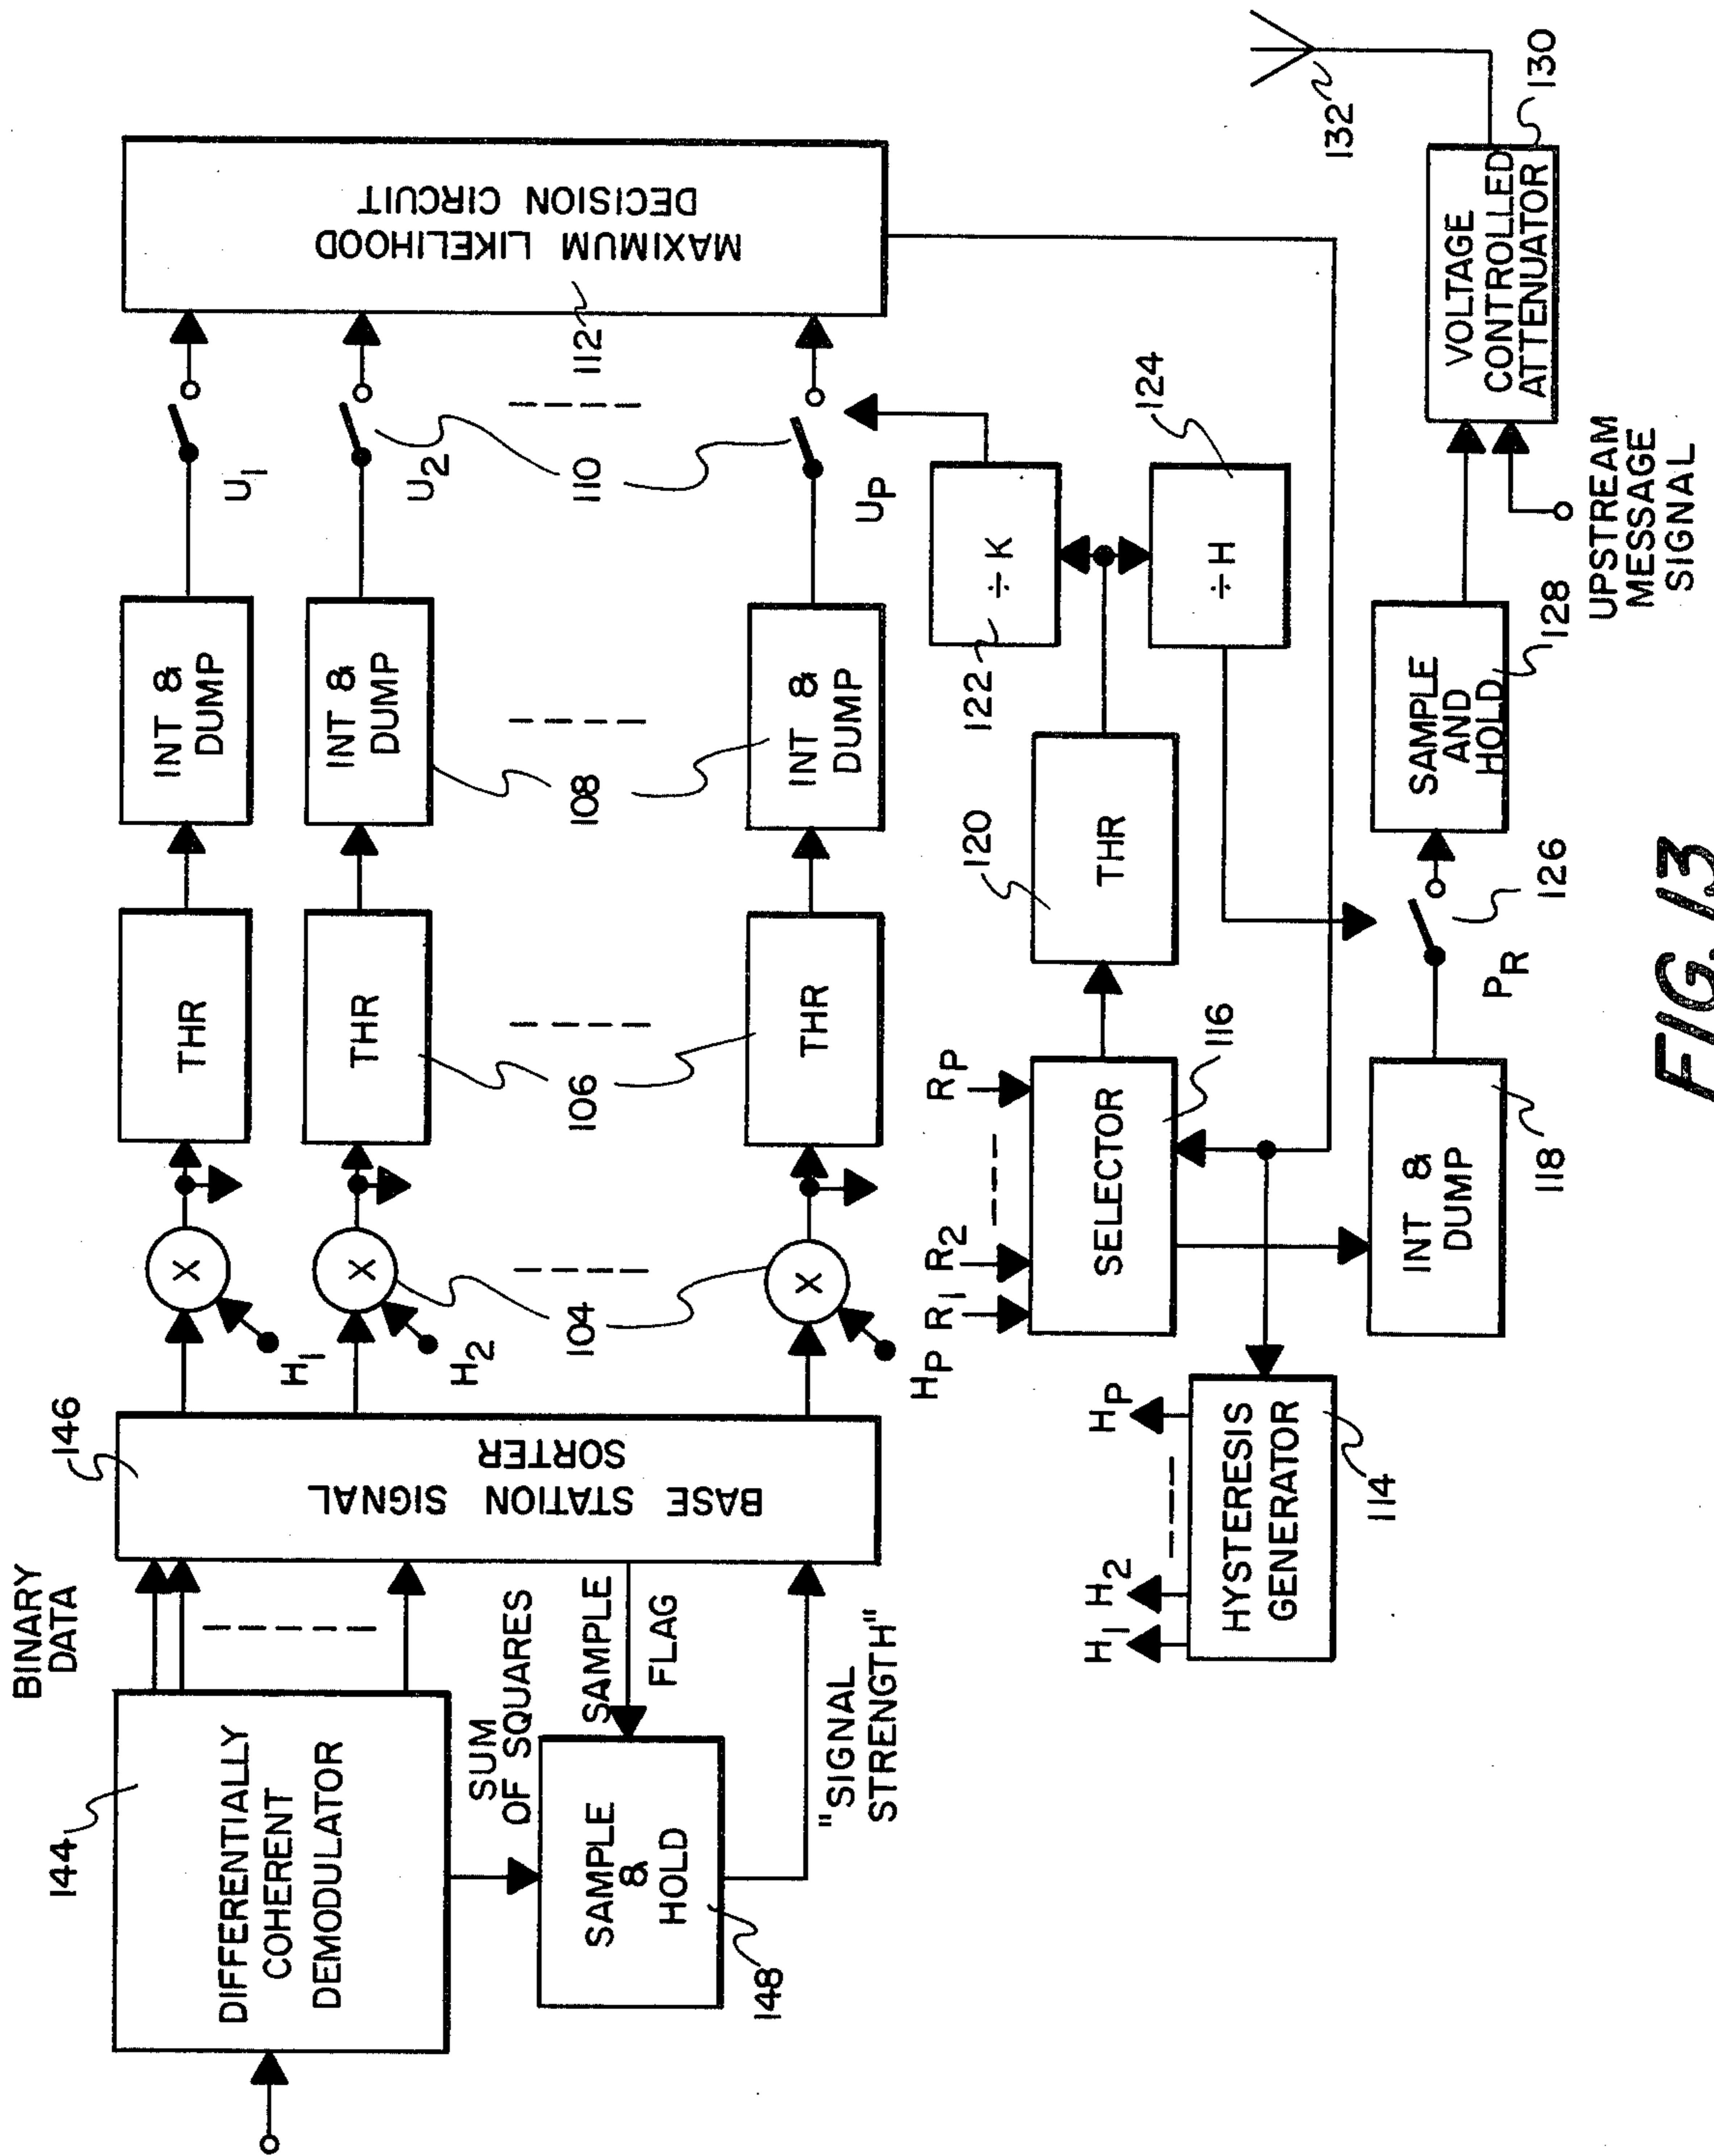 144
DIFFERENTIALLY
COHERENT
DEMODULATOR
BINARY
DATA
SUM
OF SQUARES
SAMPLE
FLAG
SAMPLE
&
HOLD
148
"SIGNAL
STRENGTH"
146
BASE STATION SIGNAL
SORTER
X
H1
X
H2
104
X
HP
THR
THR
106
THR
INT &
DUMP
INT &
DUMP
108
INT &
DUMP
U1
U2
110
UP
112
MAXIMUM LIKELIHOOD
DECISION CIRCUIT
H1 H2 HP
HYSTERESIS
GENERATOR
114
R1 R2 RP
SELECTOR
116
THR
120
÷ K
122
÷ H
124
INT &
DUMP
118
PR
126
SAMPLE
AND
HOLD
128
UPSTREAM
MESSAGE
SIGNAL
VOLTAGE
CONTROLLED
ATTENUATOR
130
132
FIG. 13